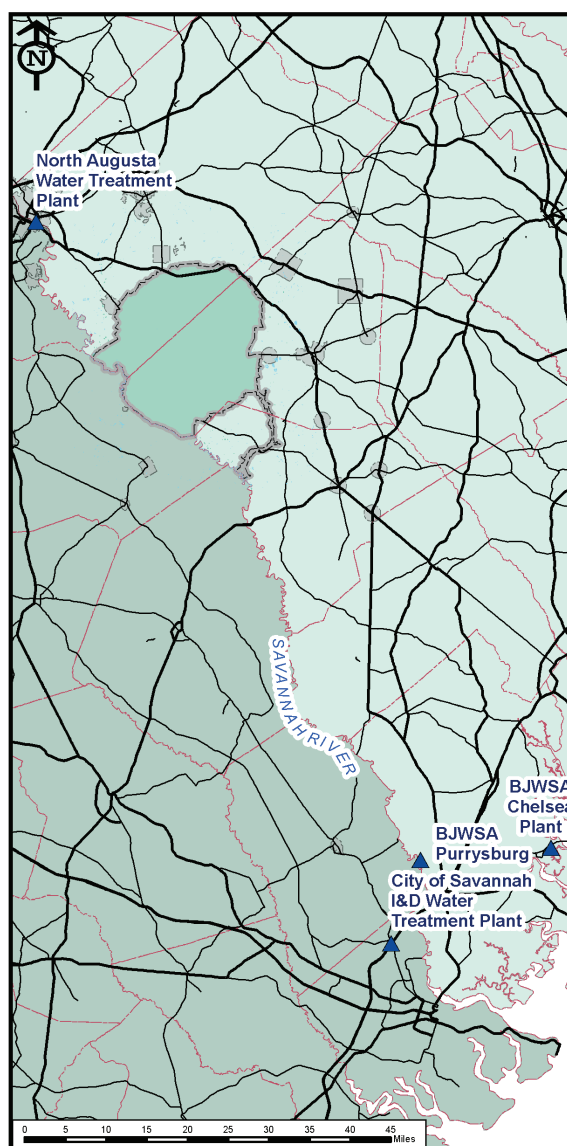 N
North Augusta
Water Treatment
Plant
SAVANNAH RIVER
BJWSA
Chelsea
Plant
BJWSA
Purrysburg
City of Savannah
I&D Water
Treatment Plant
0 5 10 15 20 25 30 35 40 45
Miles